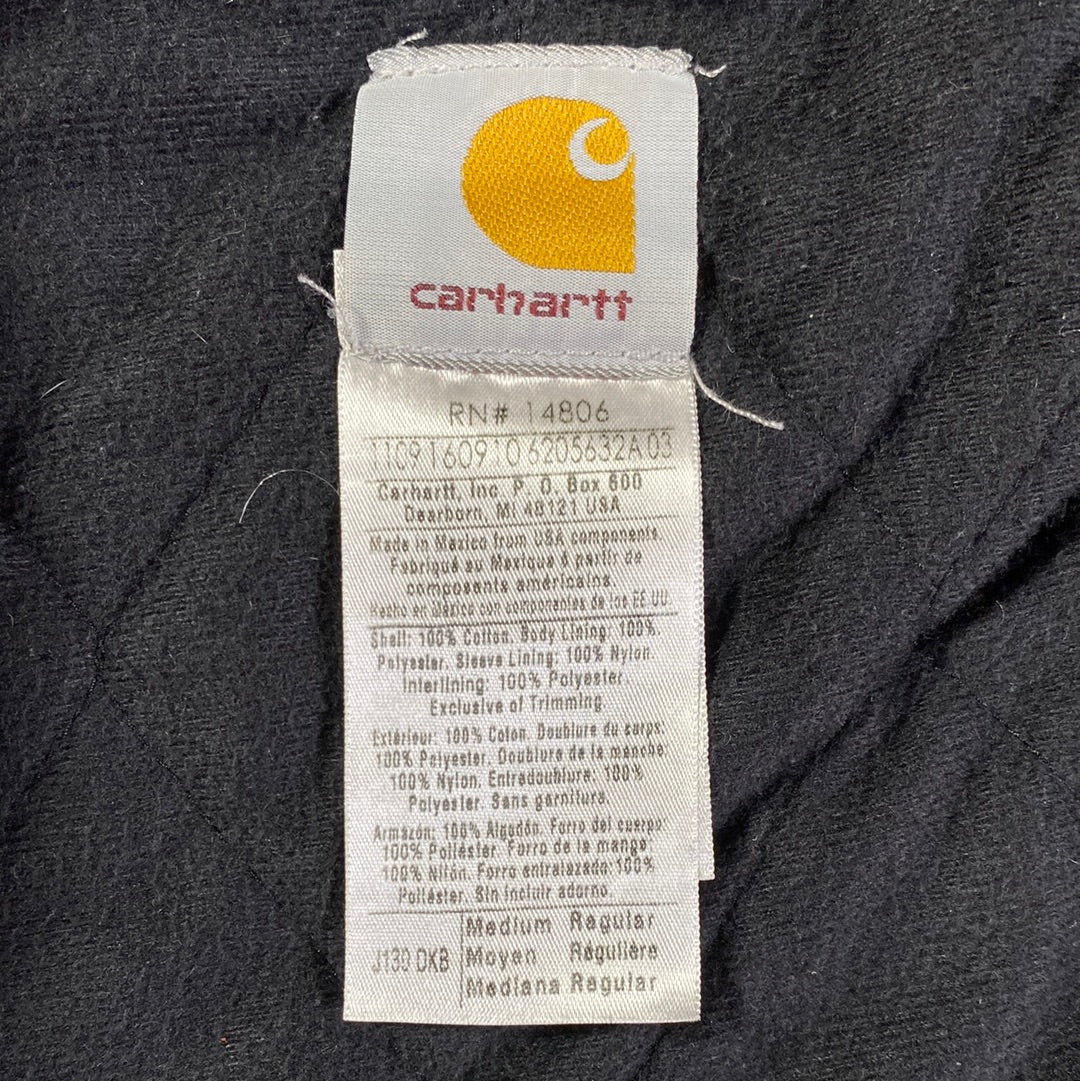 carhartt
RN# 14806
1109160910 6205632A 03
Carhartt, Inc. P. O. Box 600
Dearborn, MI 48121 USA
Made in Mexico from USA components.
Fabriqué au Mexique á partir de
composants américains.
Hecho en México con componentes de los EE UU.
Shell: 100% Cotton. Body Lining: 100%.
Polyester. Sleeve Lining: 100% Nylon.
Interlining: 100% Polyester.
Exclusive of Trimming.
Extérieur: 100% Coton. Doublure du corps:
100% Polyester. Doublure de la manche
100% Nylon. Entredoublure: 100%
Polyester. Sans garniture.
Armazón: 100% Algodón. Forro del cuerpo:
100% Poliéster Forro de la manga:
100% Nilón. Forro entrelazado: 100%
Poliéster. Sin incluir adorno.
J130 DKB
Medium Regular
Moyen Régulière
Mediana Regular